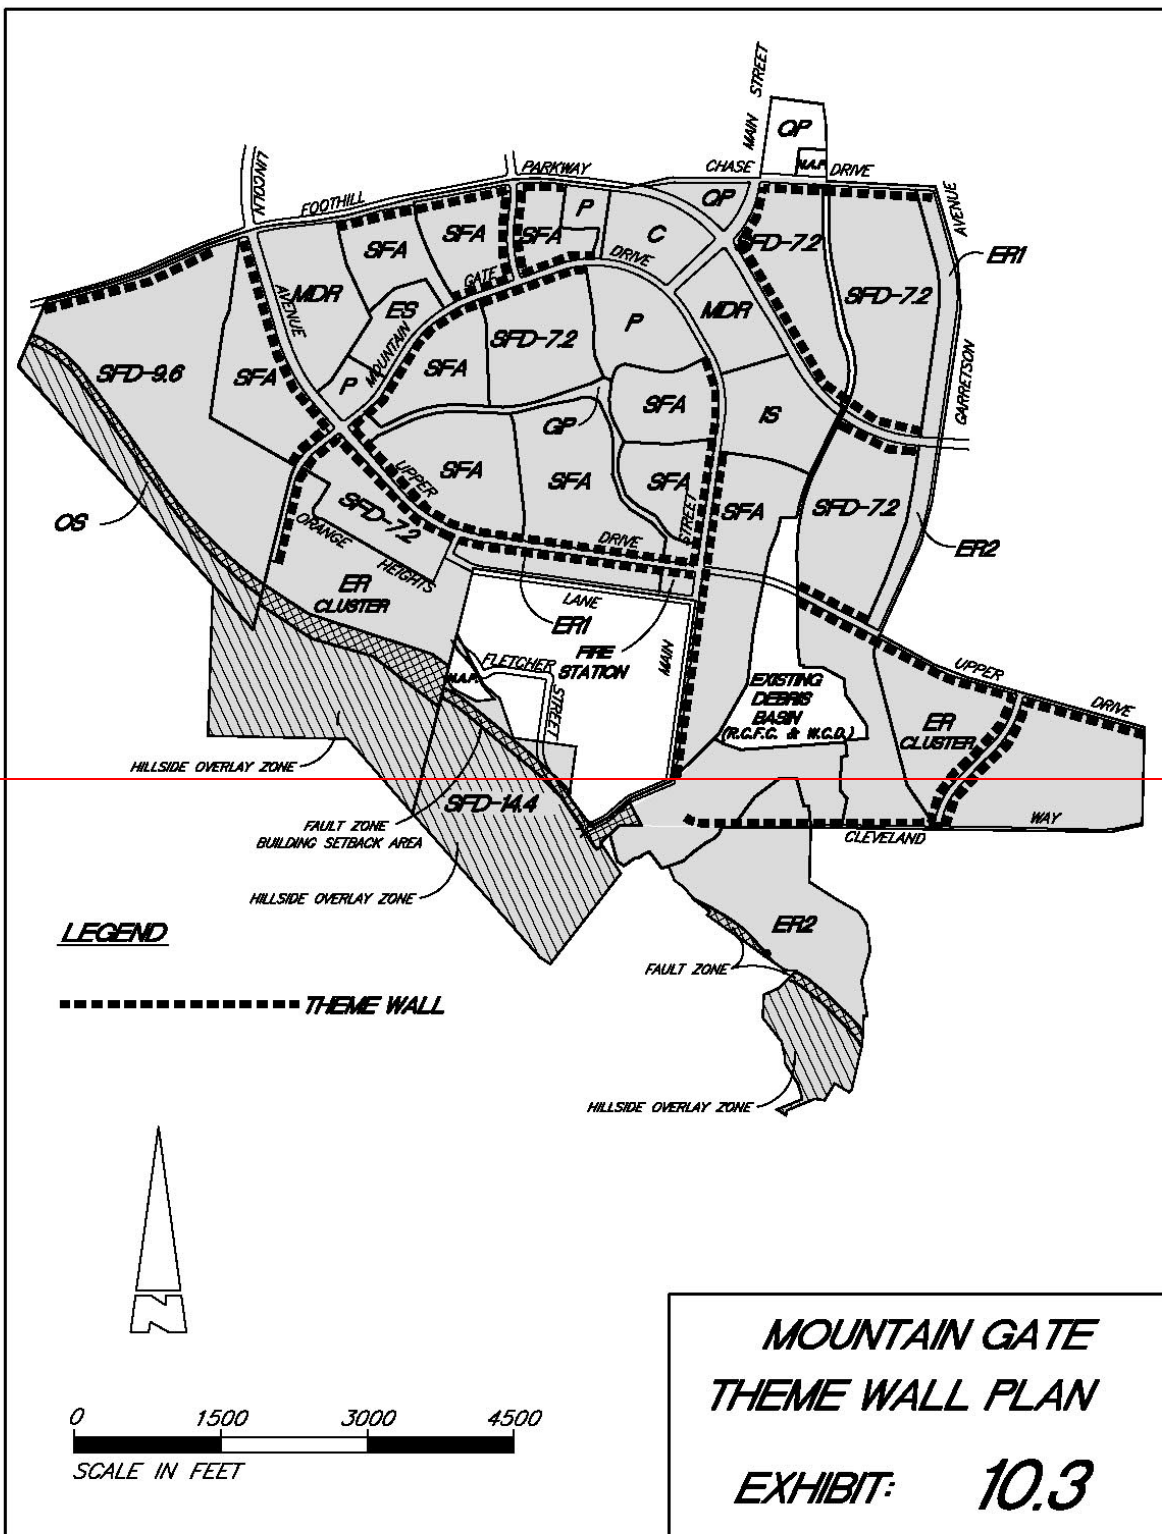 MAIN STREET
QP
N.A.P.
LINCOLN
PARKWAY
CHASE
DRIVE
FOOTHILL
AVENUE
QP
P
SFA
SFA
SFA
C
SFD-7.2
ER1
GATE
DRIVE
MDR
AVENUE
ES
MDR
SFD-7.2
P
SFD-7.2
MOUNTAIN
GARRETSON
SFD-9.6
SFA
P
SFA
SFA
IS
GP
UPPER
SFA
SFA
SFA
STREET
SFA
SFD-7.2
OS
SFD-7.2
ORANGE
DRIVE
ER2
HEIGHTS
ER
CLUSTER
LANE
ER1
FIRE
STATION
FLETCHER
STREET
MAIN
N.A.P.
EXISTING
DEBRIS
BASIN
(R.C.F.C. & W.C.D.)
UPPER
DRIVE
ER
CLUSTER
HILLSIDE OVERLAY ZONE
SFD-14.4
FAULT ZONE
BUILDING SETBACK AREA
WAY
CLEVELAND
HILLSIDE OVERLAY ZONE
ER2
LEGEND
FAULT ZONE
THEME WALL
HILLSIDE OVERLAY ZONE
N
0 1500 3000 4500
SCALE IN FEET
MOUNTAIN GATE
THEME WALL PLAN
EXHIBIT: 10.3